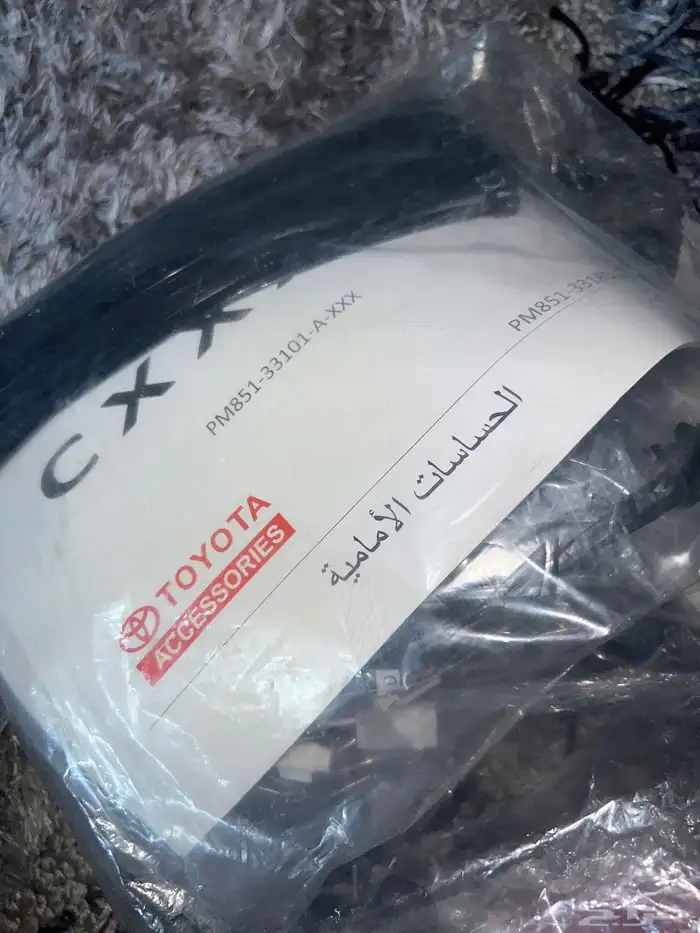 CXX
PM851-33101-A-XXX
PM851-331
TOYOTA
ACCESSORIES
الحساسات الأمامية